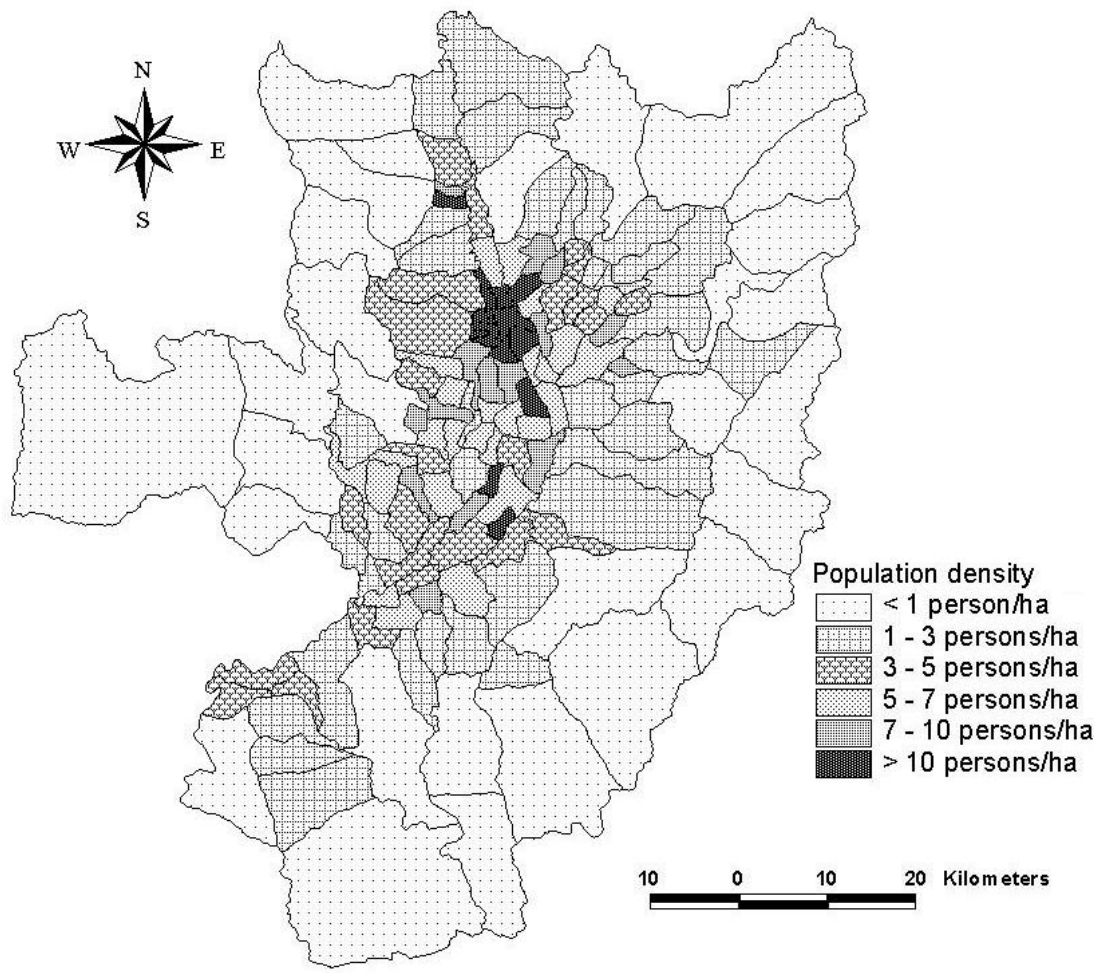 N
W E
S
Population density
< 1 person/ha
1 - 3 persons/ha
3 - 5 persons/ha
5 - 7 persons/ha
7 - 10 persons/ha
> 10 persons/ha
10 0 10 20 Kilometers